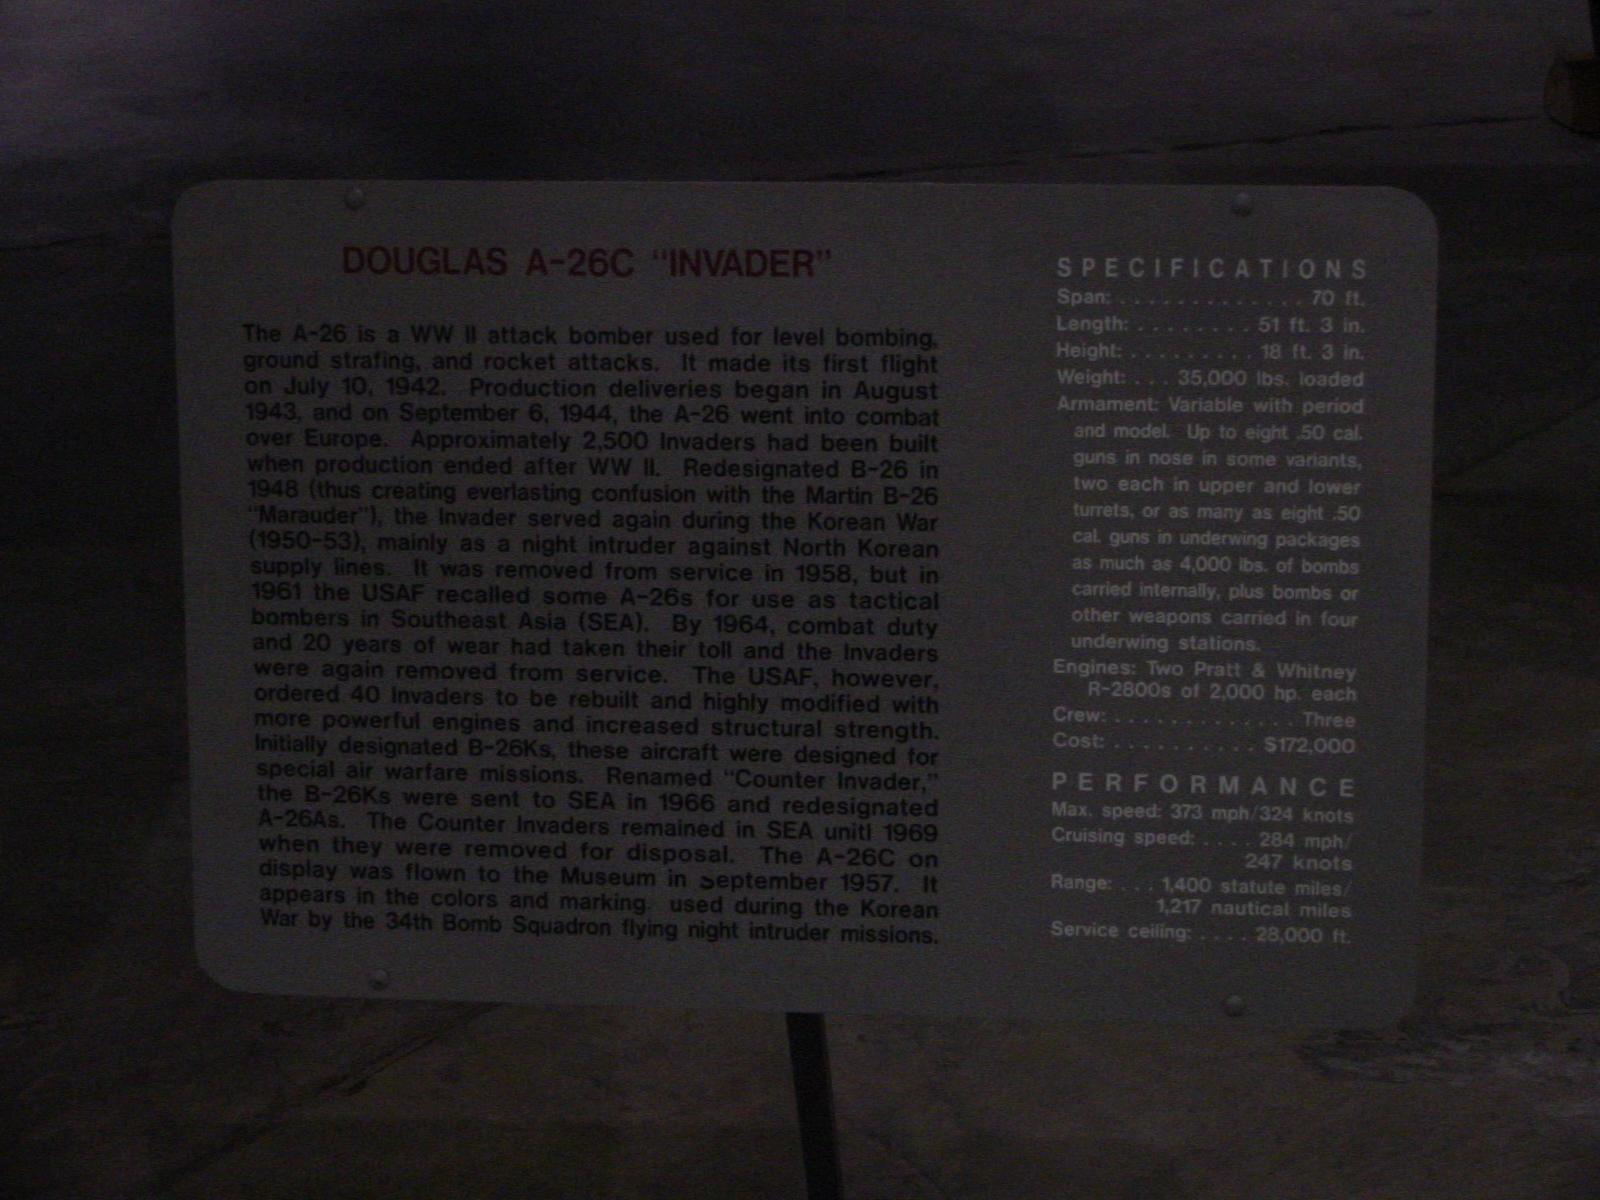 DOUGLAS A-26C "INVADER"
The A-26 is a WW II attack bomber used for level bombing,
ground strafing, and rocket attacks. It made its first flight
on July 10, 1942. Production deliveries began in August
1943, and on September 6, 1944, the A-26 went into combat
over Europe. Approximately 2,500 Invaders had been built
when production ended after WW II. Redesignated B-26 in
1948 (thus creating everlasting confusion with the Martin B-26
"Marauder"), the Invader served again during the Korean War
(1950-53), mainly as a night intruder against North Korean
supply lines. It was removed from service in 1958, but in
1961 the USAF recalled some A-26s for use as tactical
bombers in Southeast Asia (SEA). By 1964, combat duty
and 20 years of wear had taken their toll and the Invaders
were again removed from service. The USAF, however,
ordered 40 Invaders to be rebuilt and highly modified with
more powerful engines and increased structural strength.
Initially designated B-26Ks, these aircraft were designed for
special air warfare missions. Renamed "Counter Invader,"
the B-26Ks were sent to SEA in 1966 and redesignated
A-26As. The Counter Invaders remained in SEA unitl 1969
when they were removed for disposal. The A-26C on
display was flown to the Museum in September 1957. It
appears in the colors and marking used during the Korean
War by the 34th Bomb Squadron flying night intruder missions.
SPECIFICATIONS
Span: . . . . . . . . . . . . . 70 ft.
Length: . . . . . . . . 51 ft. 3 in.
Height: . . . . . . . . . 18 ft. 3 in.
Weight: . . . 35,000 lbs. loaded
Armament: Variable with period
and model. Up to eight .50 cal.
guns in nose in some variants,
two each in upper and lower
turrets, or as many as eight .50
cal. guns in underwing packages
as much as 4,000 lbs. of bombs
carried internally, plus bombs or
other weapons carried in four
underwing stations.
Engines: Two Pratt & Whitney
R-2800s of 2,000 hp. each
Crew: . . . . . . . . . . . . . Three
Cost: . . . . . . . . . . $172,000
PERFORMANCE
Max. speed: 373 mph/324 knots
Cruising speed: . . . . 284 mph/
247 knots
Range: . . . 1,400 statute miles/
1,217 nautical miles
Service ceiling: . . . . 28,000 ft.